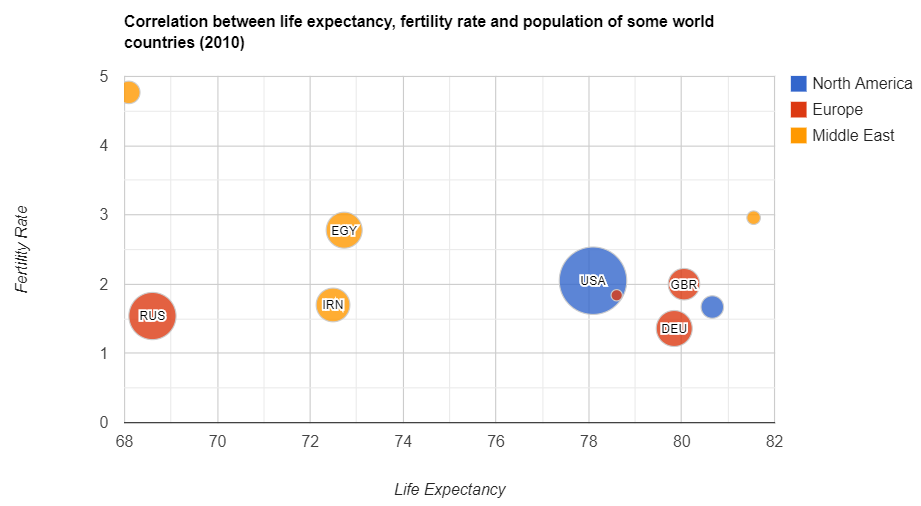 Correlation between life expectancy, fertility rate and population of some world
countries (2010)
North America
Europe
Middle East
5
4
3
2
1
0
Fertility Rate
EGY
IRN
RUS
USA
GBR
DEU
68
70
72
74
76
78
80
82
Life Expectancy